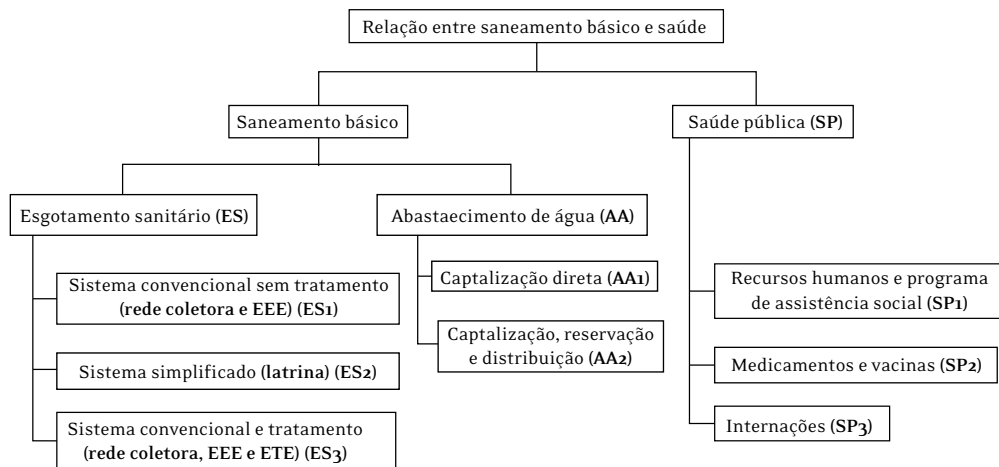 Relação entre saneamento básico e saúde
Saneamento básico
Saúde pública (SP)
Esgotamento sanitário (ES)
Abastaecimento de água (AA)
Sistema convencional sem tratamento
(rede coletora e EEE) (ES1)
Sistema simplificado (latrina) (ES2)
Sistema convencional e tratamento
(rede coletora, EEE e ETE) (ES3)
Captalização direta (AA1)
Captalização, reservação
e distribuição (AA2)
Recursos humanos e programa
de assistência social (SP1)
Medicamentos e vacinas (SP2)
Internações (SP3)